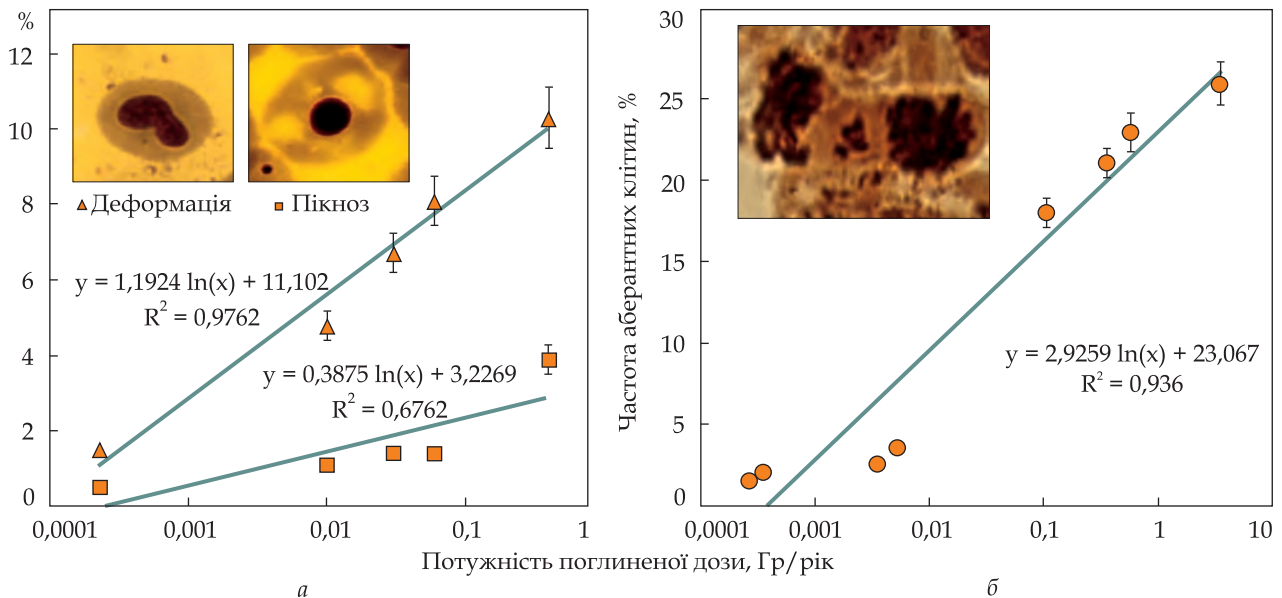 %
12
10
8
6
4
2
0
0,0001
0,001
0,01
0,1
1
Деформація
Пікноз
y = 1,1924 ln(x) + 11,102
R² = 0,9762
y = 0,3875 ln(x) + 3,2269
R² = 0,6762
а
Частота аберантних клітин, %
30
25
20
15
10
5
0
0,0001
0,001
0,01
0,1
1
10
y = 2,9259 ln(x) + 23,067
R² = 0,936
Потужність поглиненої дози, Гр/рік
б